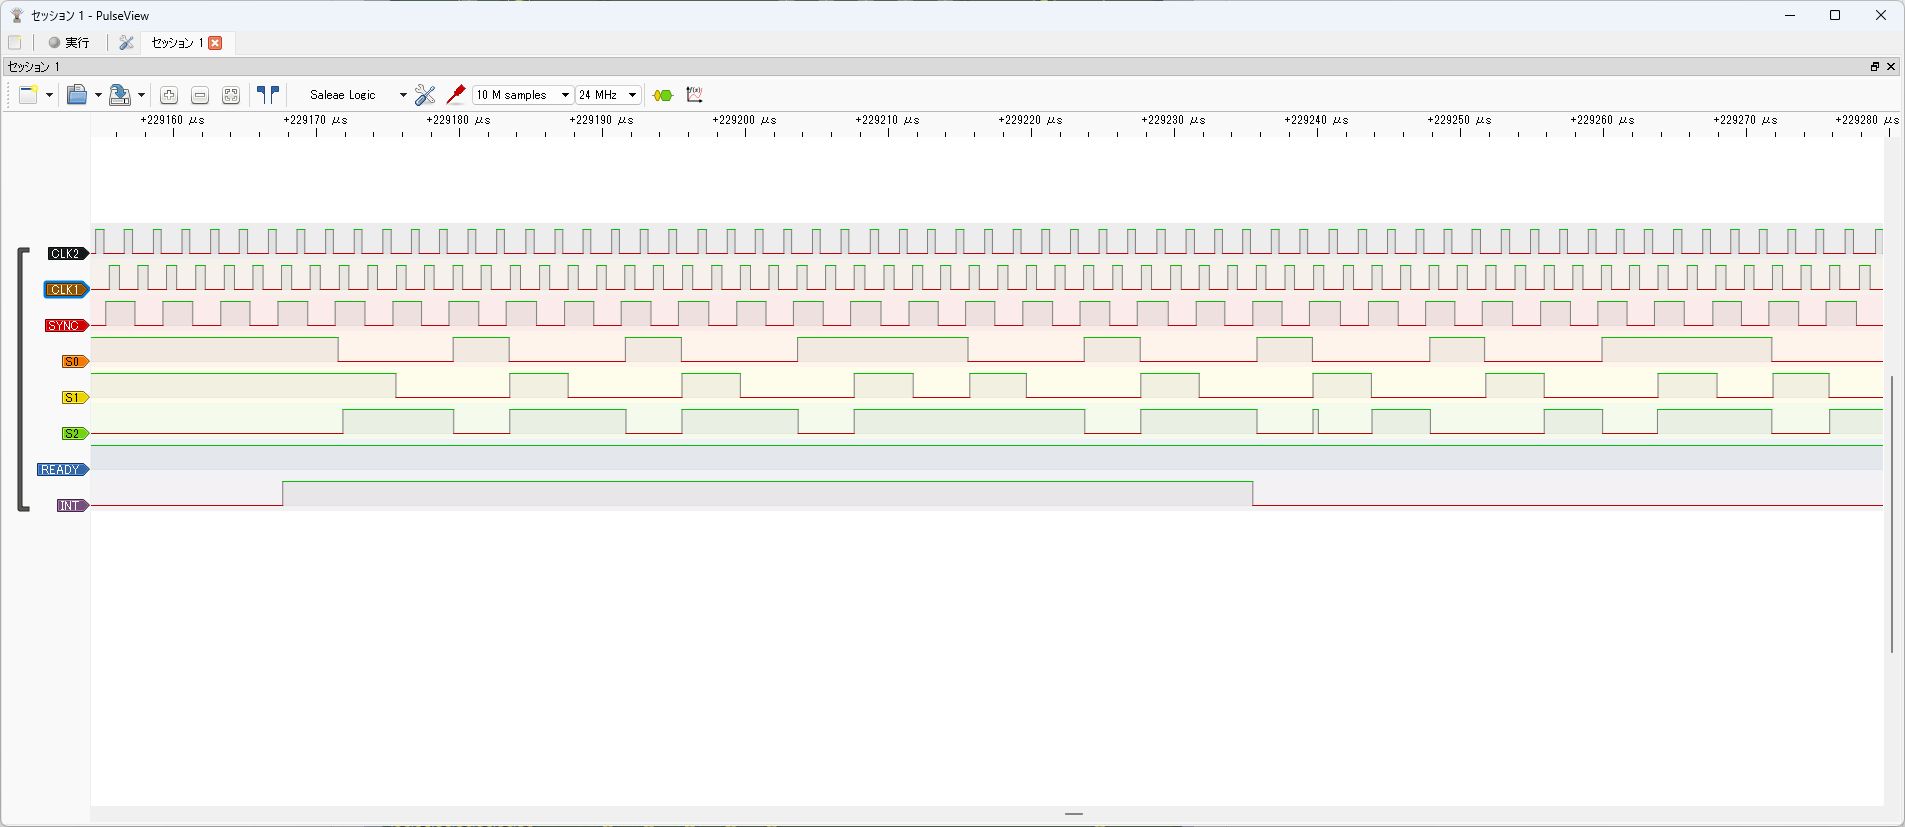 セッション 1 - PulseView
実行
セッション 1
セッション 1
Saleae Logic
10 M samples
24 MHz
+229160 μs +229170 μs +229180 μs +229190 μs +229200 μs +229210 μs +229220 μs +229230 μs +229240 μs +229250 μs +229260 μs +229270 μs +229280 μs
CLK2
CLK1
SYNC
S0
S1
S2
READY
INT